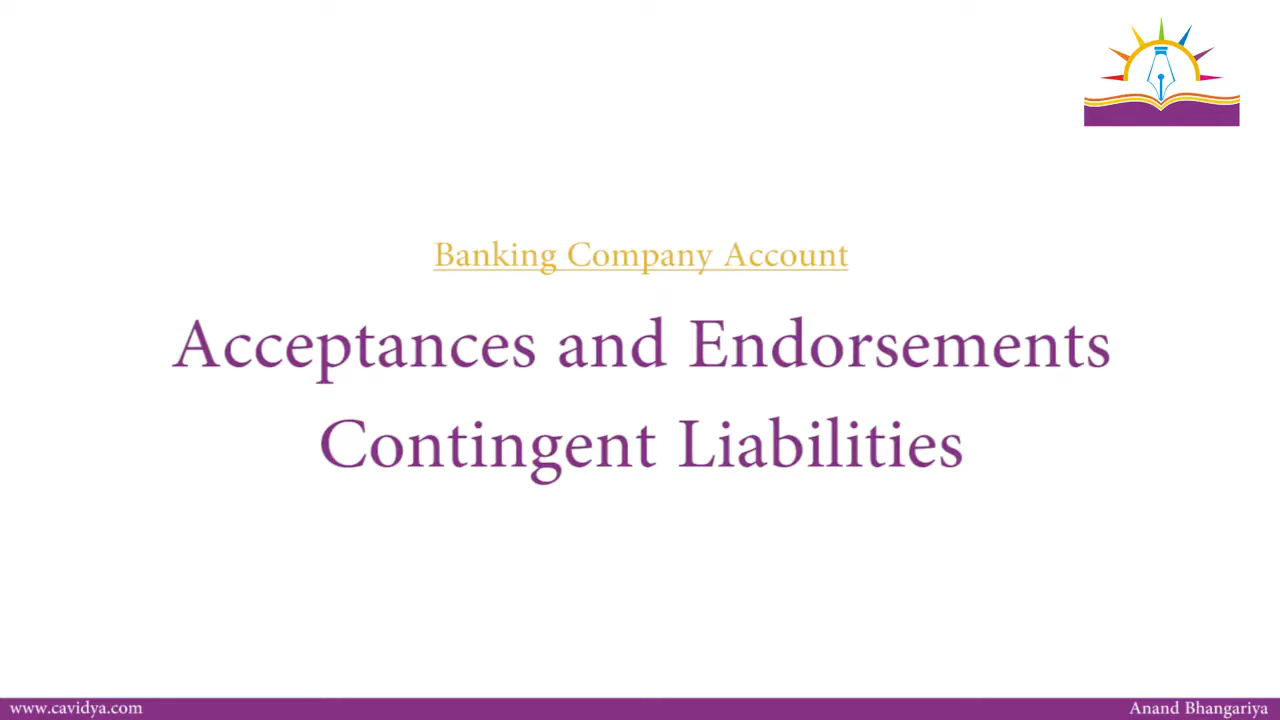 Banking Company Account
Acceptances and Endorsements
Contingent Liabilities
www.cavidya.com
Anand Bhangariya